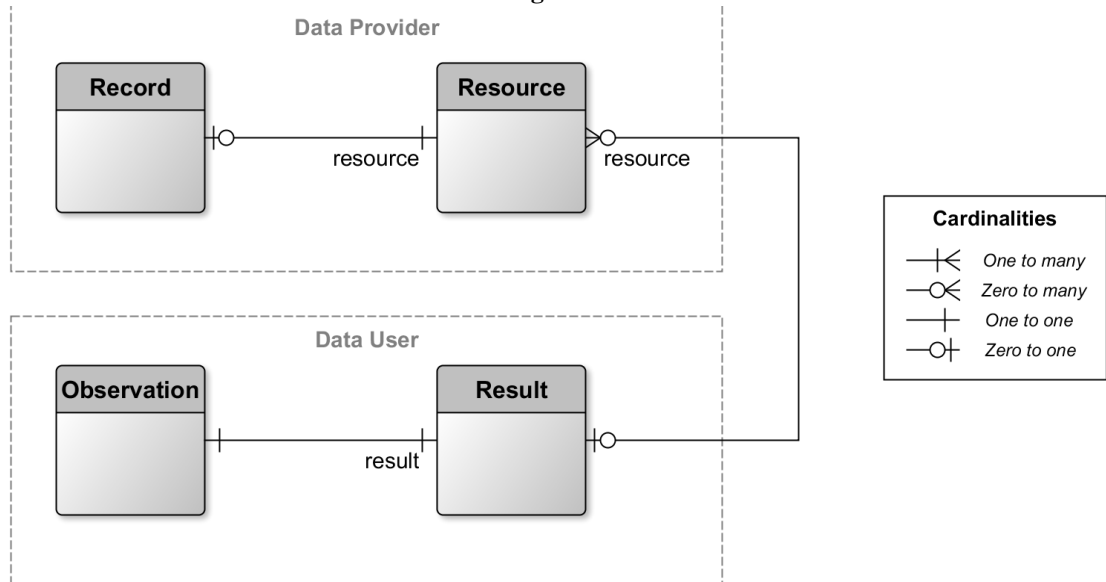 Data Provider
Record
Resource
resource
resource
Cardinalities
One to many
Zero to many
One to one
Zero to one
Data User
Observation
Result
result